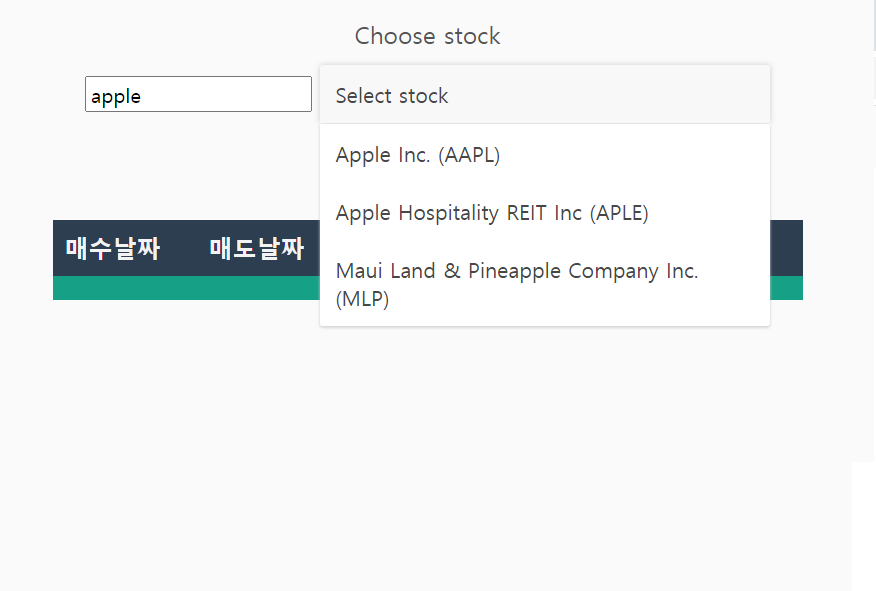 Choose stock
apple
Select stock
Apple Inc. (AAPL)
Apple Hospitality REIT Inc (APLE)
Maui Land & Pineapple Company Inc.
(MLP)
매수날짜 매도날짜